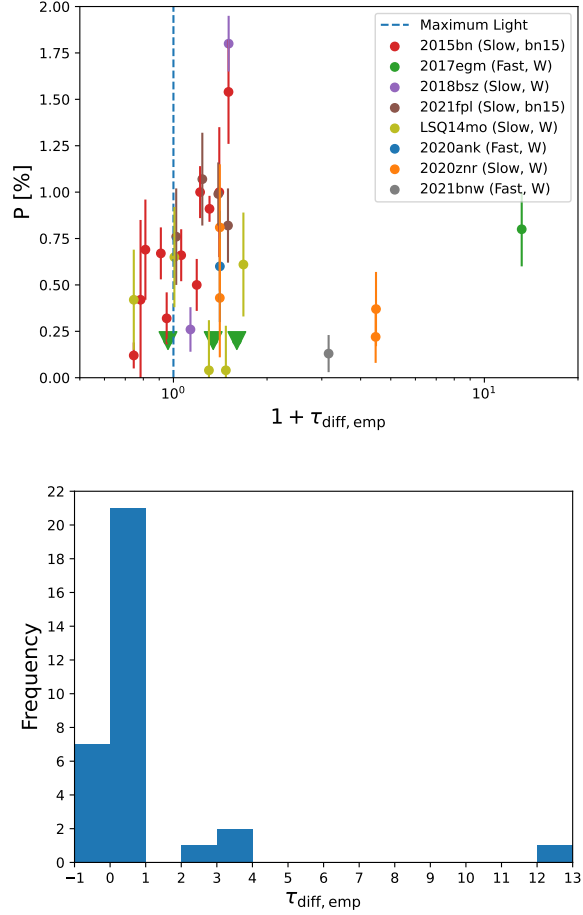 2.00
1.75
1.50
1.25
1.00
0.75
0.50
0.25
0.00
P [%]
Maximum Light
2015bn (Slow, bn15)
2017egm (Fast, W)
2018bsz (Slow, W)
2021fpl (Slow, bn15)
LSQ14mo (Slow, W)
2020ank (Fast, W)
2020znr (Slow, W)
2021bnw (Fast, W)
10⁰ 10¹
1 + τ_diff, emp
22
20
18
16
14
12
10
8
6
4
2
0
Frequency
−1 0 1 2 3 4 5 6 7 8 9 10 11 12 13
τ_diff, emp